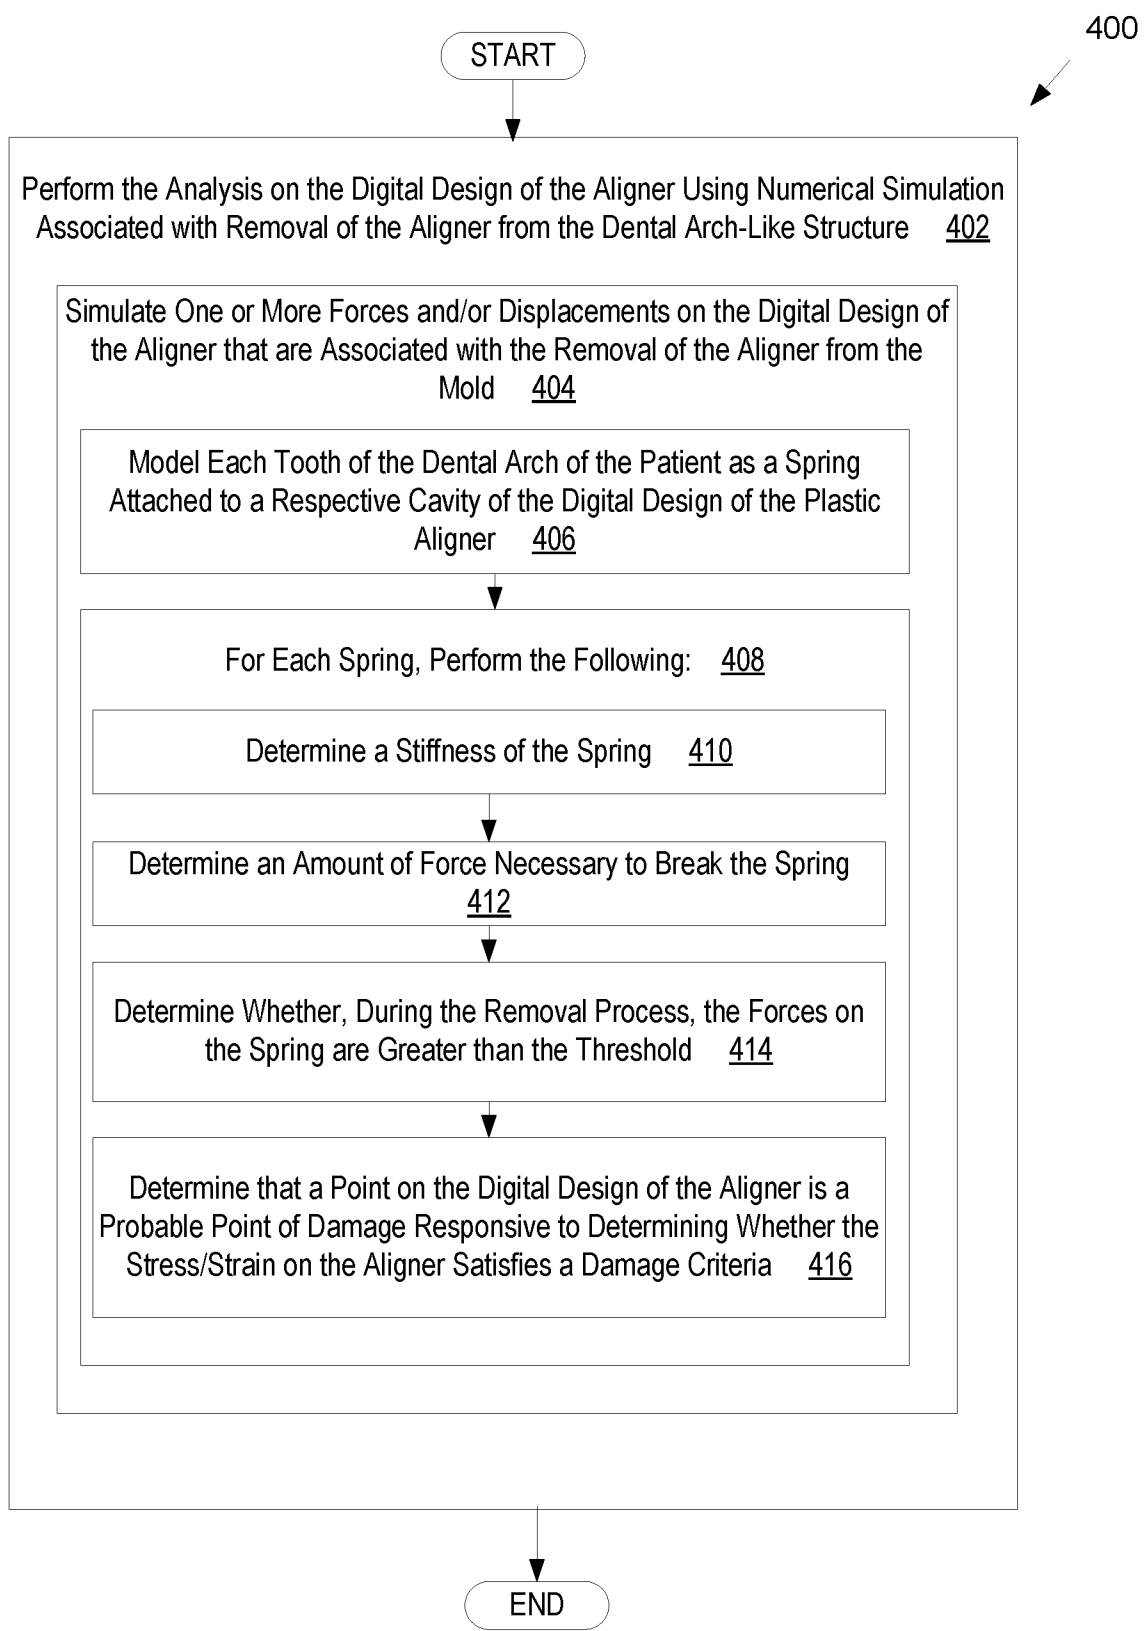 400
START
Perform the Analysis on the Digital Design of the Aligner Using Numerical Simulation
Associated with Removal of the Aligner from the Dental Arch-Like Structure 402
Simulate One or More Forces and/or Displacements on the Digital Design of
the Aligner that are Associated with the Removal of the Aligner from the
Mold 404
Model Each Tooth of the Dental Arch of the Patient as a Spring
Attached to a Respective Cavity of the Digital Design of the Plastic
Aligner 406
For Each Spring, Perform the Following: 408
Determine a Stiffness of the Spring 410
Determine an Amount of Force Necessary to Break the Spring
412
Determine Whether, During the Removal Process, the Forces on
the Spring are Greater than the Threshold 414
Determine that a Point on the Digital Design of the Aligner is a
Probable Point of Damage Responsive to Determining Whether the
Stress/Strain on the Aligner Satisfies a Damage Criteria 416
END